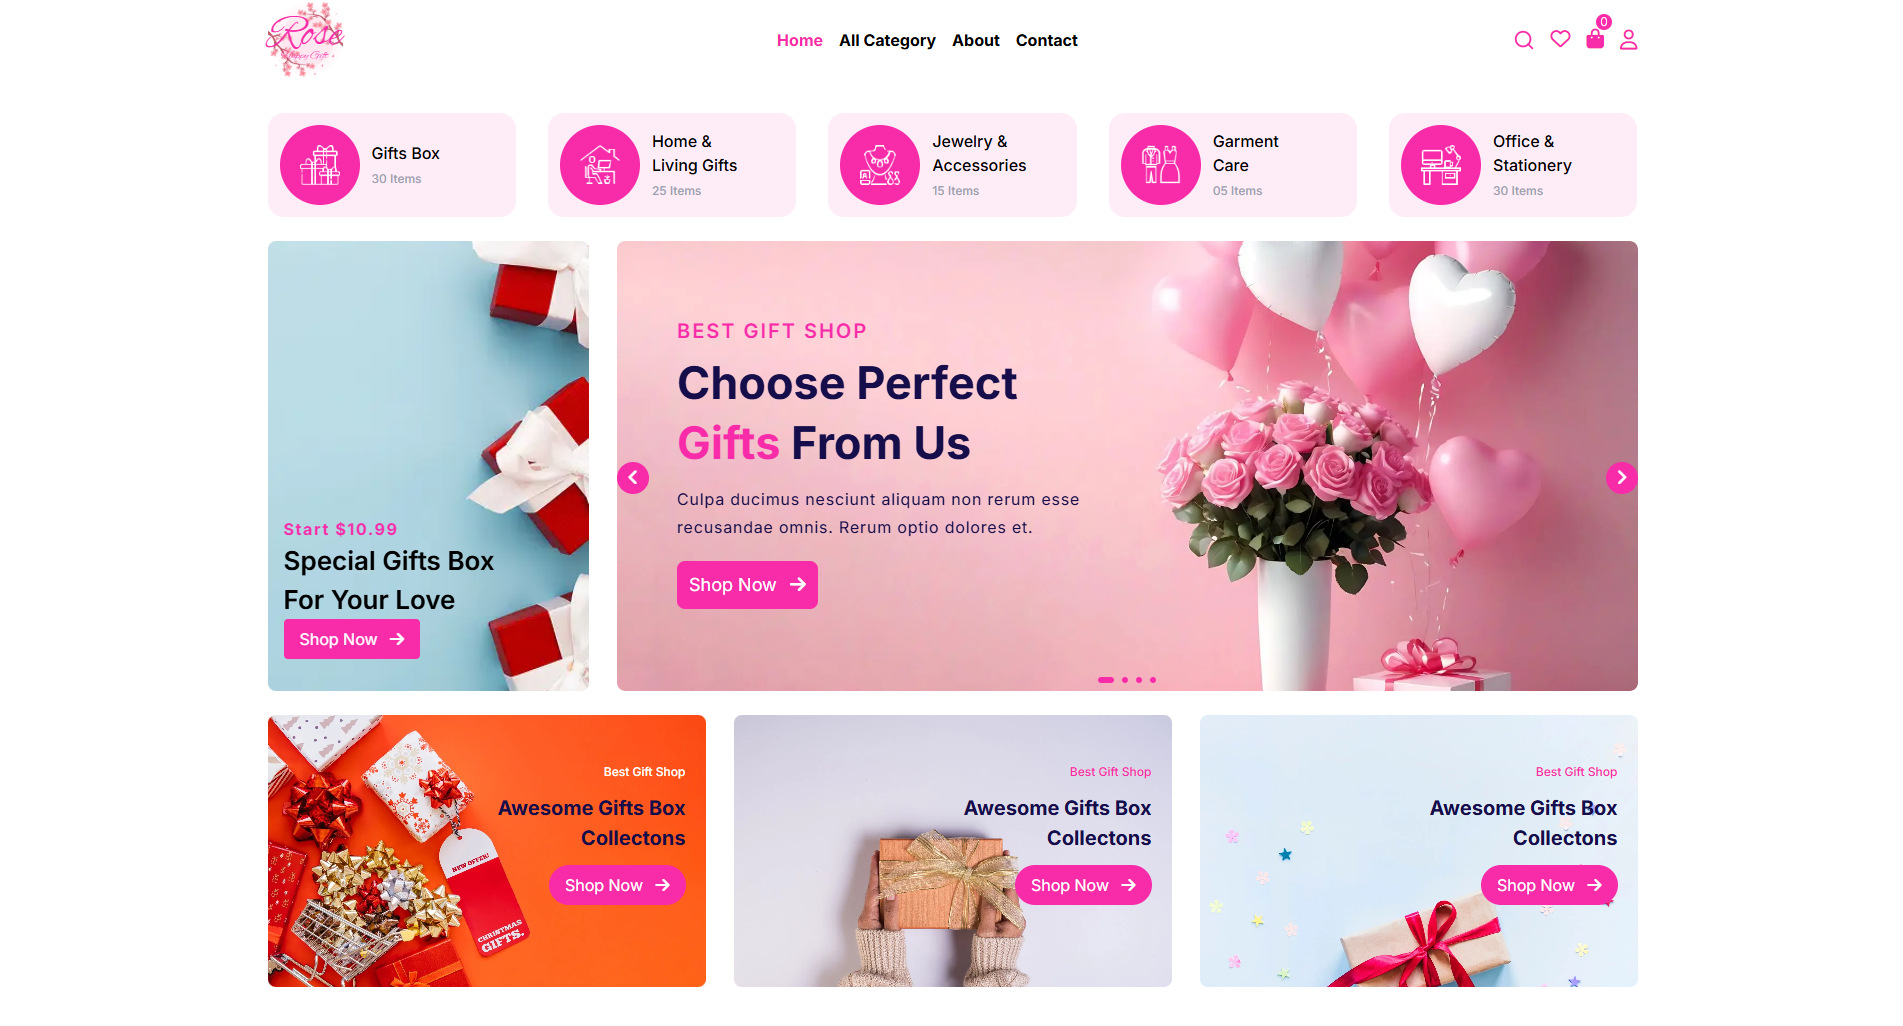 Rose
Happy Gifts
Home All Category About Contact
0
Gifts Box
30 Items
Home &
Living Gifts
25 Items
Jewelry &
Accessories
15 Items
Garment
Care
05 Items
Office &
Stationery
30 Items
Start $10.99
Special Gifts Box
For Your Love
Shop Now
BEST GIFT SHOP
Choose Perfect
Gifts From Us
Culpa ducimus nesciunt aliquam non rerum esse
recusandae omnis. Rerum optio dolores et.
Shop Now
Best Gift Shop
Awesome Gifts Box
Collectons
Shop Now
NEW OFFER!
CHRISTMAS
GIFTS.
Best Gift Shop
Awesome Gifts Box
Collectons
Shop Now
Best Gift Shop
Awesome Gifts Box
Collectons
Shop Now